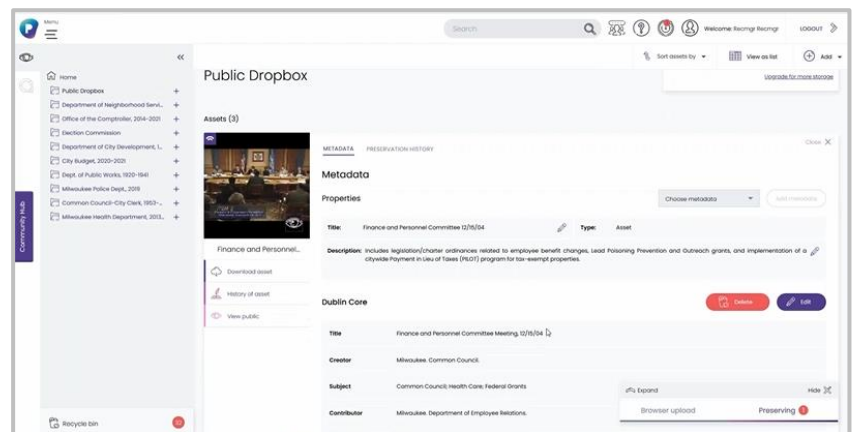 Menu
Search
Welcome: Recmgr Recmgr
LOGOUT
Sort assets by
View as list
Add
Home
Public Dropbox
Department of Neighborhood Servi...
Office of the Comptroller, 2014-2021
Election Commission
Department of City Development, L...
City Budget, 2020-2021
Dept. of Public Works, 1920-1941
Milwaukee Police Dept., 2019
Common Council-City Clerk, 1953-...
Milwaukee Health Department, 2013...
Community Hub
Recycle bin
Public Dropbox
Upgrade for more storage
Assets (3)
Finance and Personnel...
Download asset
History of asset
View public
METADATA
PRESERVATION HISTORY
Close X
Metadata
Properties
Choose metadata
Add metadata
Title: Finance and Personnel Committee 12/15/04
Type: Asset
Description: Includes legislation/charter ordinances related to employee benefit changes, Lead Poisoning Prevention and Outreach grants, and implementation of a
citywide Payment in Lieu of Taxes (PILOT) program for tax-exempt properties.
Dublin Core
Delete
Edit
Title Finance and Personnel Committee Meeting, 12/15/04
Creator Milwaukee. Common Council.
Subject Common Council; Health Care; Federal Grants
Contributor Milwaukee. Department of Employee Relations.
Expand
Hide
Browser upload
Preserving 1